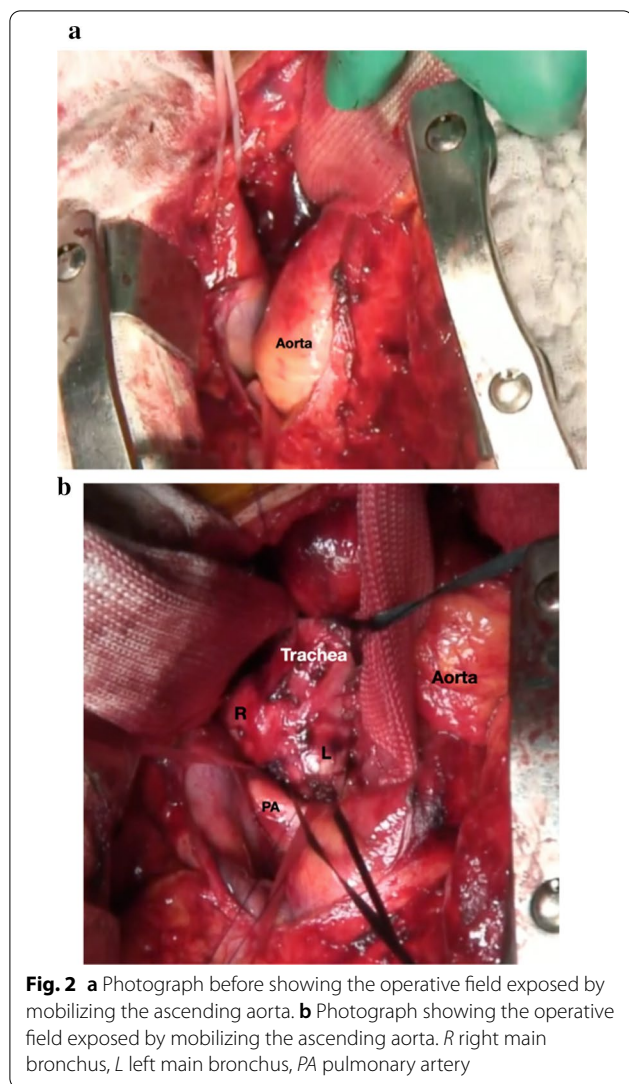 a
Aorta
b
Trachea
Aorta
R
L
PA
Fig. 2 a Photograph before showing the operative field exposed by
mobilizing the ascending aorta. b Photograph showing the operative
field exposed by mobilizing the ascending aorta. R right main
bronchus, L left main bronchus, PA pulmonary artery